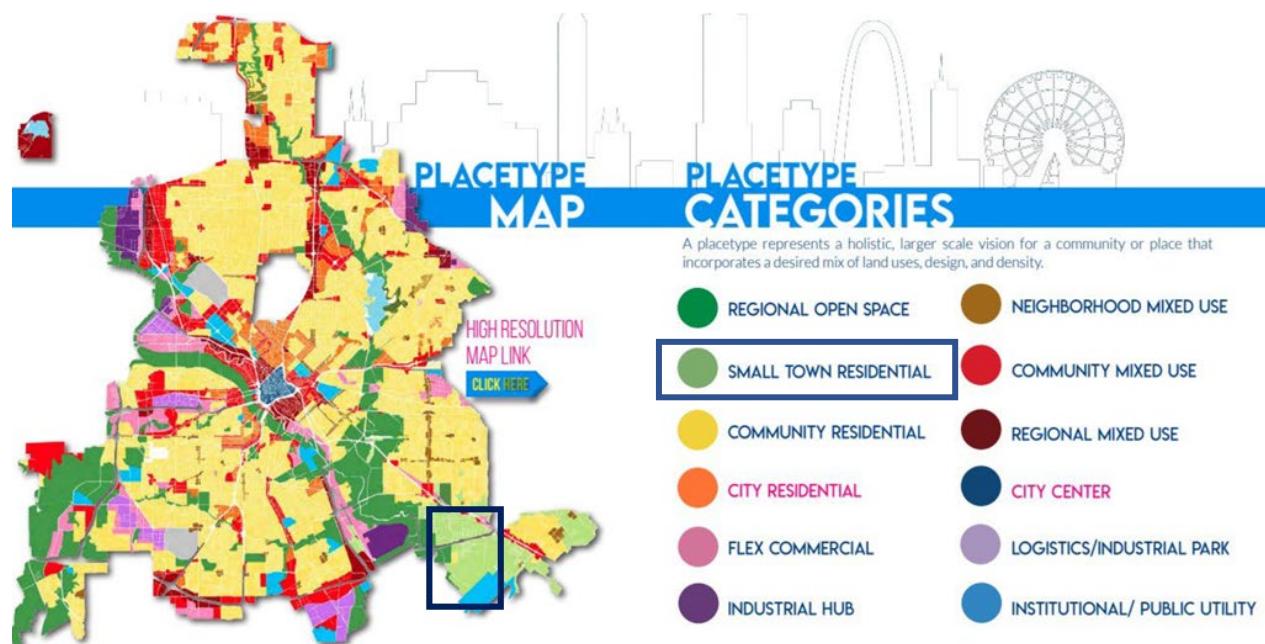 PLACETYPE
MAP
HIGH RESOLUTION
MAP LINK
CLICK HERE
PLACETYPE
CATEGORIES
A placetype represents a holistic, larger scale vision for a community or place that
incorporates a desired mix of land uses, design, and density.
REGIONAL OPEN SPACE
SMALL TOWN RESIDENTIAL
COMMUNITY RESIDENTIAL
CITY RESIDENTIAL
FLEX COMMERCIAL
INDUSTRIAL HUB
NEIGHBORHOOD MIXED USE
COMMUNITY MIXED USE
REGIONAL MIXED USE
CITY CENTER
LOGISTICS/INDUSTRIAL PARK
INSTITUTIONAL/ PUBLIC UTILITY